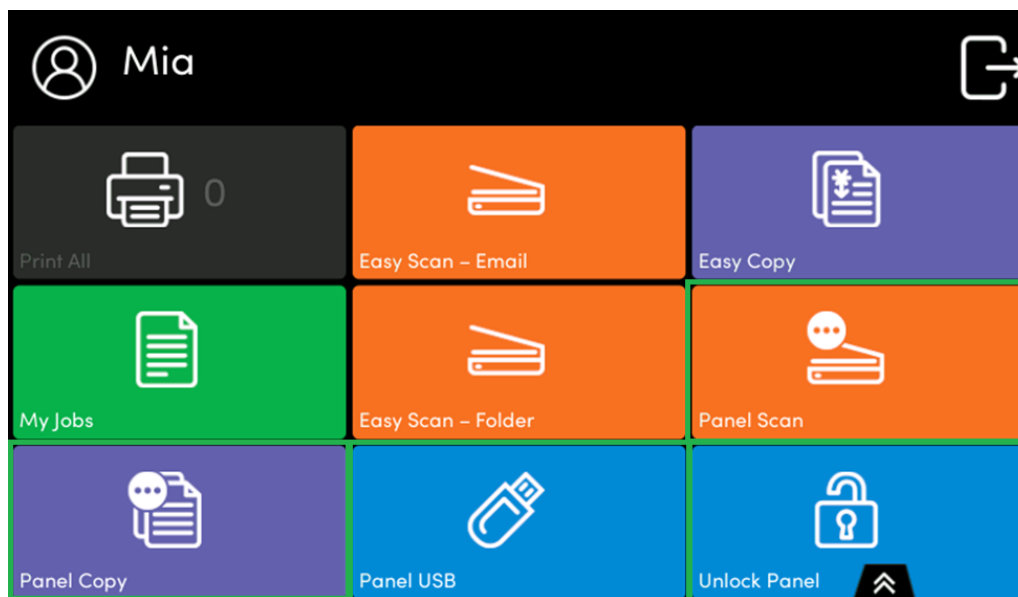 Mia
0
Print All
Easy Scan – Email
Easy Copy
My Jobs
Easy Scan – Folder
Panel Scan
Panel Copy
Panel USB
Unlock Panel